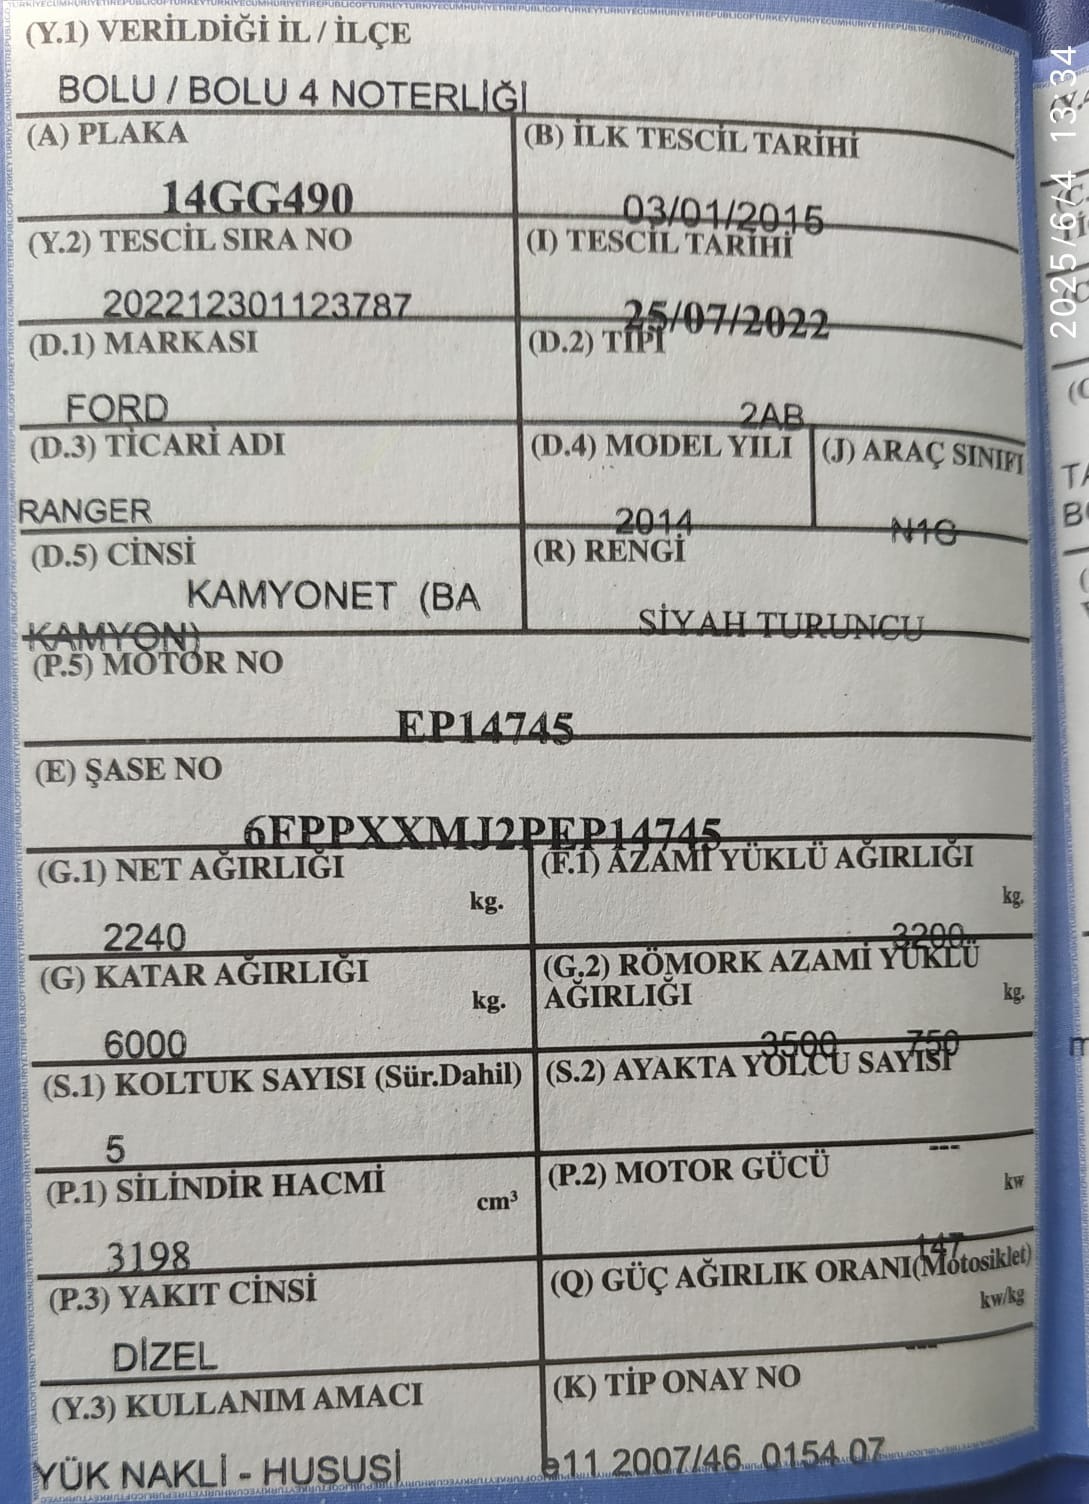 (Y.1) VERİLDİĞİ İL / İLÇE
BOLU / BOLU 4 NOTERLİĞİ
(A) PLAKA
14GG490
(B) İLK TESCİL TARİHİ
03/01/2015
(Y.2) TESCİL SIRA NO
202212301123787
(I) TESCİL TARİHİ
25/07/2022
(D.1) MARKASI
FORD
(D.2) TİPİ
2AB
(D.3) TİCARİ ADI
RANGER
(D.4) MODEL YILI
2014
(J) ARAÇ SINIFI
N1G
(D.5) CİNSİ
KAMYONET (BA
KAMYON)
(R) RENGİ
SİYAH TURUNCU
(P.5) MOTOR NO
EP14745
(E) ŞASE NO
6FPPXXMJ2PEP14745
(G.1) NET AĞIRLIĞI
kg.
2240
(F.1) AZAMİ YÜKLÜ AĞIRLIĞI
kg.
3200
(G) KATAR AĞIRLIĞI
kg.
6000
(G.2) RÖMORK AZAMİ YÜKLÜ
AĞIRLIĞI
kg.
3500 750
(S.1) KOLTUK SAYISI (Sür.Dahil)
5
(S.2) AYAKTA YOLCU SAYISI
---
(P.1) SİLİNDİR HACMİ
cm³
3198
(P.2) MOTOR GÜCÜ
kw
147
(P.3) YAKIT CİNSİ
DİZEL
(Q) GÜÇ AĞIRLIK ORANI(Motosiklet)
kw/kg
---
(Y.3) KULLANIM AMACI
YÜK NAKLİ - HUSUSİ
(K) TİP ONAY NO
e11 2007/46 0154 07
2025/6/4 13:34